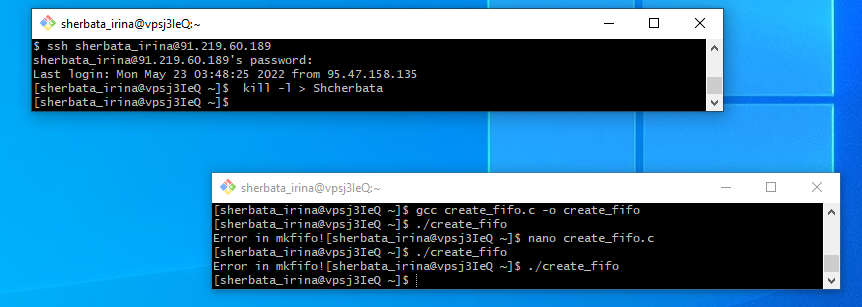 sherbata_irina@vpsj3IeQ:~
$ ssh sherbata_irina@91.219.60.189
sherbata_irina@91.219.60.189's password:
Last login: Mon May 23 03:48:25 2022 from 95.47.158.135
[sherbata_irina@vpsj3IeQ ~]$  kill -l > Shcherbata
[sherbata_irina@vpsj3IeQ ~]$
sherbata_irina@vpsj3IeQ:~
[sherbata_irina@vpsj3IeQ ~]$ gcc create_fifo.c -o create_fifo
[sherbata_irina@vpsj3IeQ ~]$ ./create_fifo
Error in mkfifo![sherbata_irina@vpsj3IeQ ~]$ nano create_fifo.c
[sherbata_irina@vpsj3IeQ ~]$ ./create_fifo
Error in mkfifo![sherbata_irina@vpsj3IeQ ~]$ ./create_fifo
[sherbata_irina@vpsj3IeQ ~]$